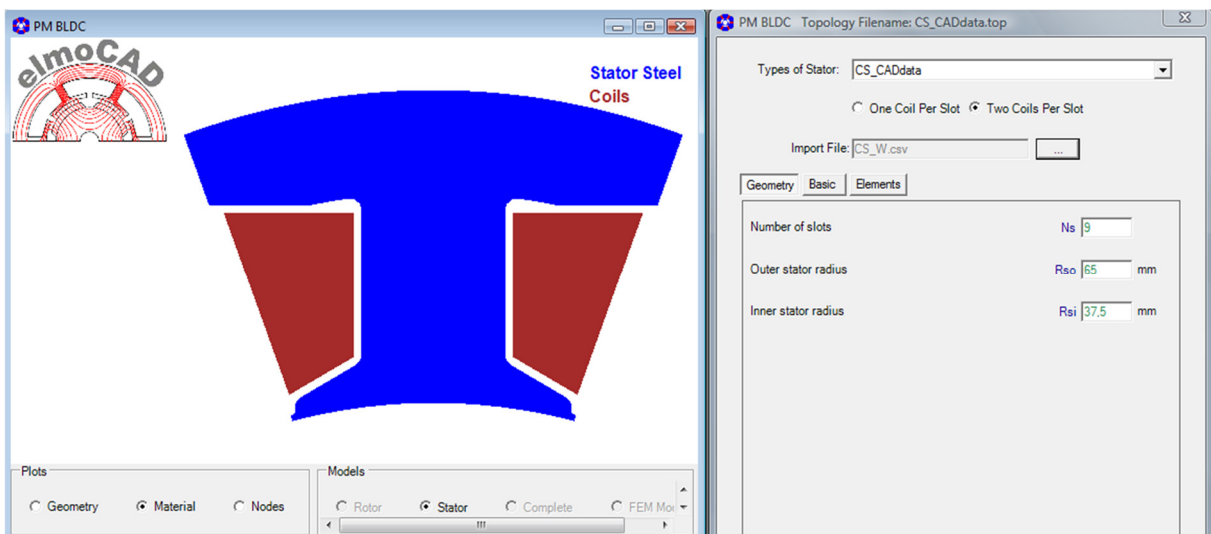 PM BLDC
elmoCAD
Stator Steel
Coils
Plots
Geometry Material Nodes
Models
Rotor Stator Complete FEM Mo
PM BLDC Topology Filename: CS_CADdata.top
Types of Stator: CS_CADdata
One Coil Per Slot Two Coils Per Slot
Import File: CS_W.csv ...
Geometry Basic Elements
Number of slots Ns 9
Outer stator radius Rso 65 mm
Inner stator radius Rsi 37,5 mm